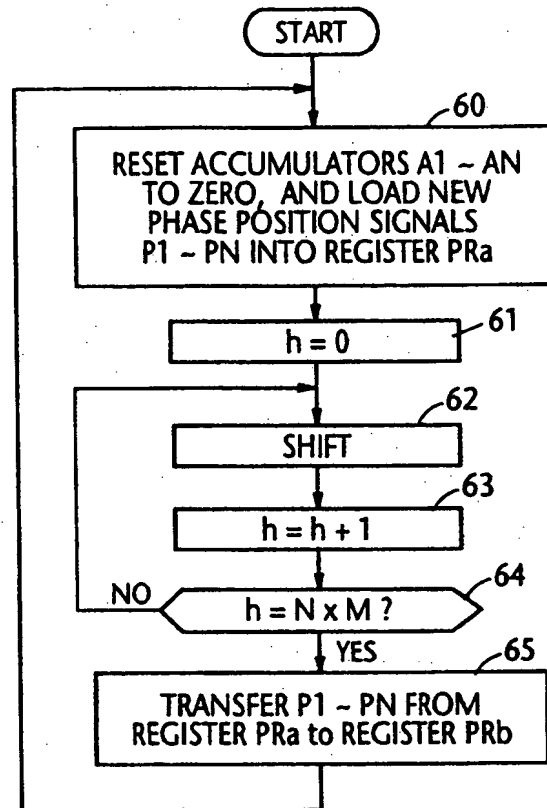 START
60
RESET ACCUMULATORS A1 ~ AN
TO ZERO, AND LOAD NEW
PHASE POSITION SIGNALS
P1 ~ PN INTO REGISTER PRa
61
h = 0
62
SHIFT
63
h = h + 1
64
NO
h = N x M ?
YES
65
TRANSFER P1 ~ PN FROM
REGISTER PRa to REGISTER PRb